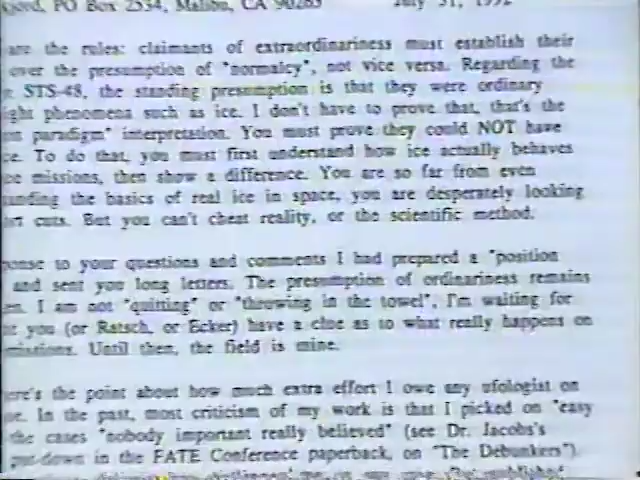 PO Box 2534, Malibu, CA 90265 July 31, 1992
are the rules: claimants of extraordinariness must establish their
over the presumption of "normalcy", not vice versa. Regarding the
STS-48, the standing presumption is that they were ordinary
ght phenomena such as ice. I don't have to prove that, that's the
paradigm" interpretation. You must prove they could NOT have
ce. To do that, you must first understand how ice actually behaves
missions, then show a difference. You are so far from even
anding the basics of real ice in space, you are desperately looking
cuts. But you can't cheat reality, or the scientific method.
ponse to your questions and comments I had prepared a "position
and sent you long letters. The presumption of ordinariness remains
en. I am not "quitting" or "throwing in the towel", I'm waiting for
you (or Ratsch, or Ecker) have a clue as to what really happens on
missions. Until then, the field is mine.
ere's the point about how much extra effort I owe any ufologist on
ue. In the past, most criticism of my work is that I picked on "easy
the cases "nobody important really believed" (see Dr. Jacobs's
put-down in the FATE Conference paperback, on "The Debunkers").